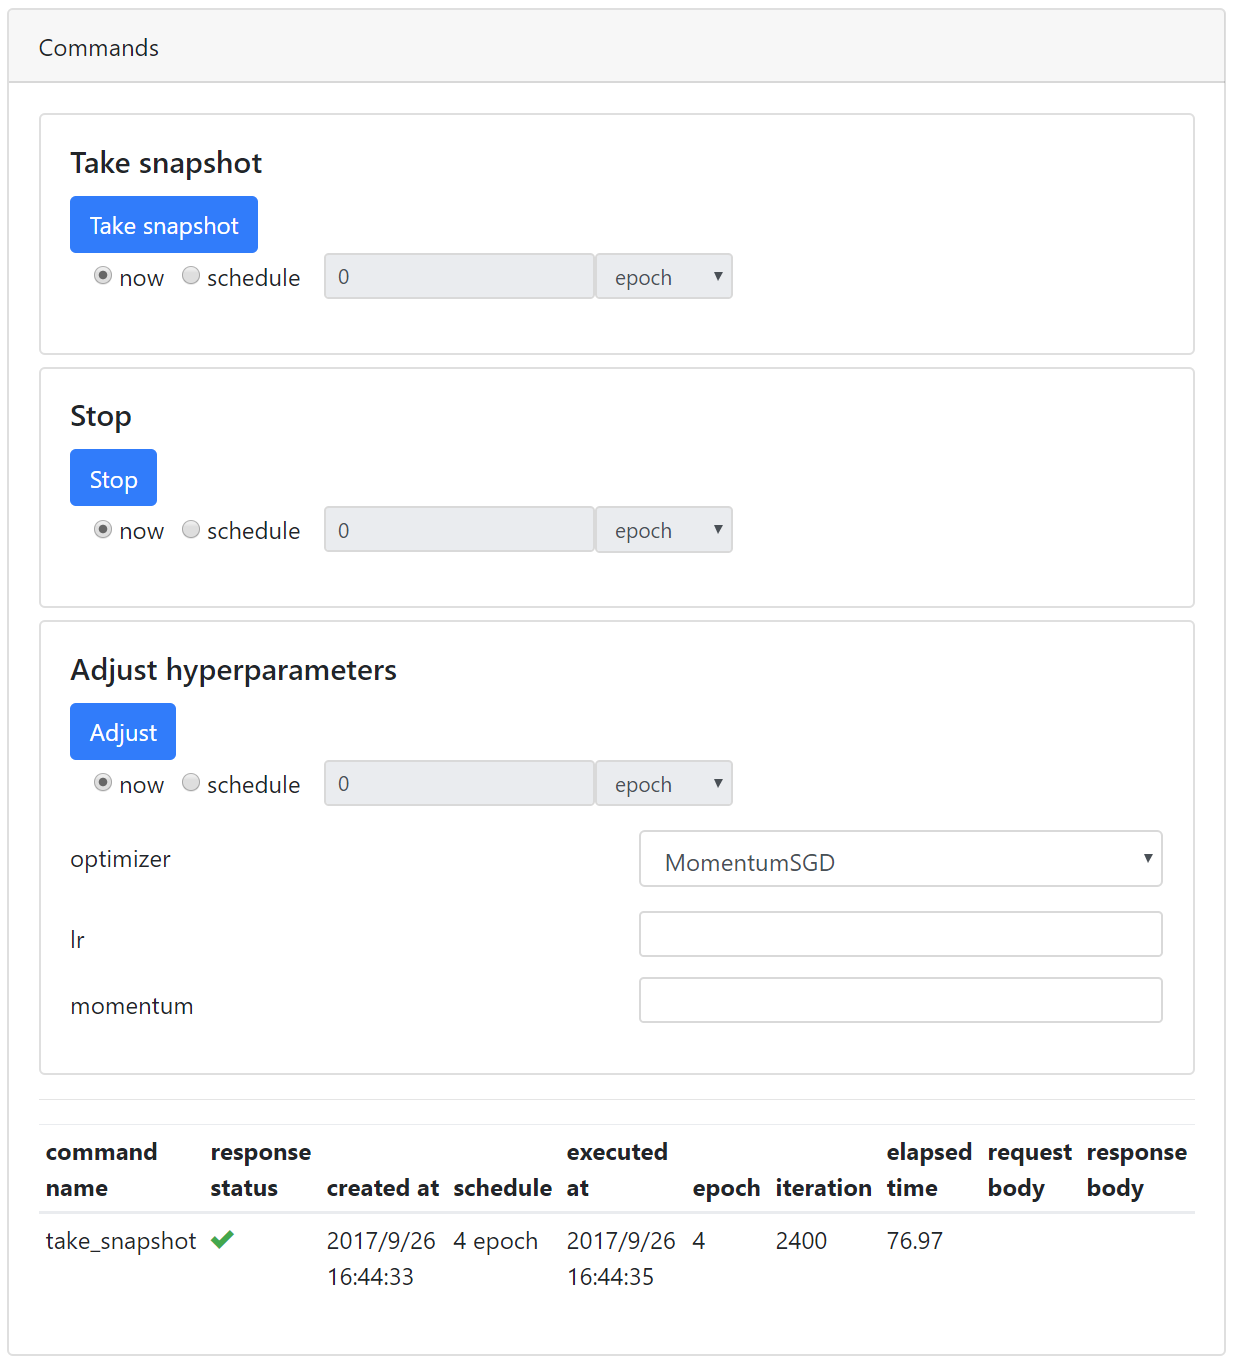 Commands
Take snapshot
Take snapshot
now schedule 0 epoch
Stop
Stop
now schedule 0 epoch
Adjust hyperparameters
Adjust
now schedule 0 epoch
optimizer MomentumSGD
lr
momentum
command response executed elapsed request response
name status created at schedule at epoch iteration time body body
take_snapshot 2017/9/26 4 epoch 2017/9/26 4 2400 76.97
16:44:33 16:44:35